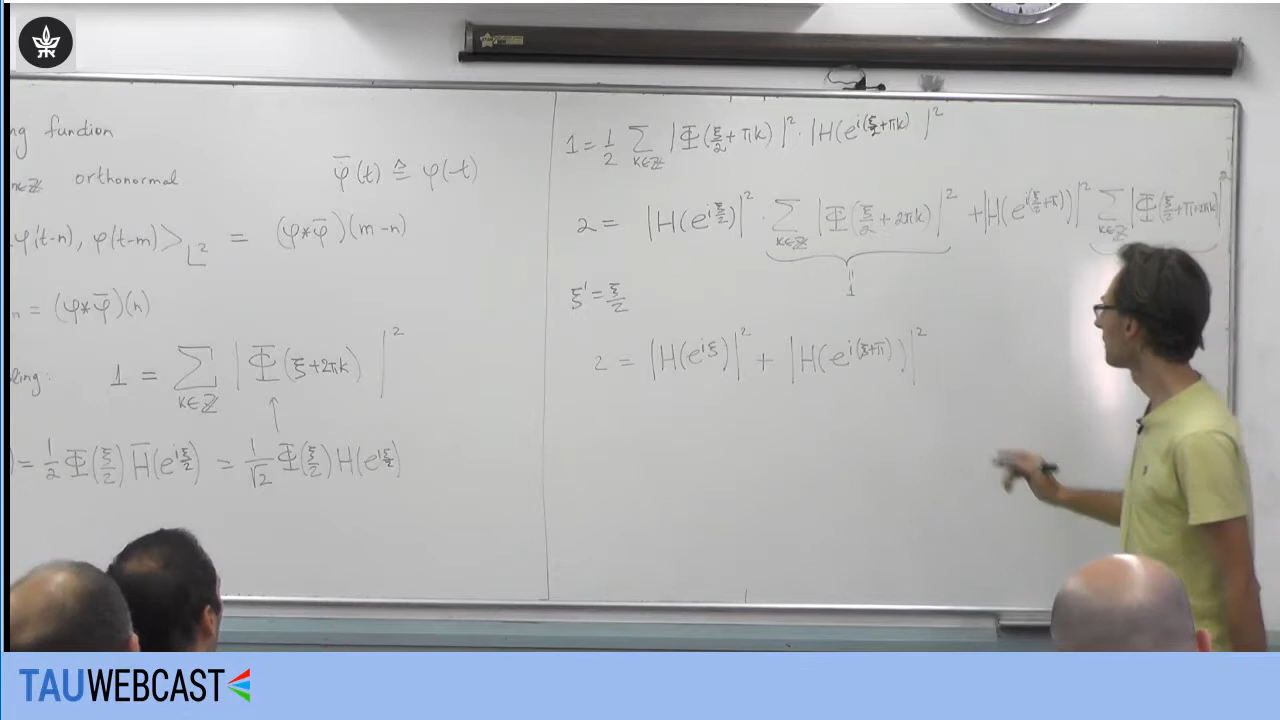 ng function
n∈ℤ orthonormal
φ̄(t) ≜ φ(-t)
φ(t-n), φ(t-m)>_L² = (φ*φ̄)(m-n)
n = (φ*φ̄)(n)
ling: 1 = Σ_{k∈ℤ} |Φ(ξ+2πk)|²
) = 1/2 Φ(ξ/2) H̄(e^{iξ/2}) = 1/√2 Φ(ξ/2) H(e^{iξ/2})
1 = 1/2 Σ_{k∈ℤ} |Φ(ξ/2+πk)|² · |H(e^{i(ξ/2+πk)})|²
2 = |H(e^{iξ/2})|² · Σ_{k∈ℤ} |Φ(ξ/2+2πk)|² + |H(e^{i(ξ/2+π)})|² Σ_{k∈ℤ} |Φ(ξ/2+π+2πk)|²
1
ξ' = ξ/2
2 = |H(e^{iξ})|² + |H(e^{i(ξ+π)})|²
TAUWEBCAST